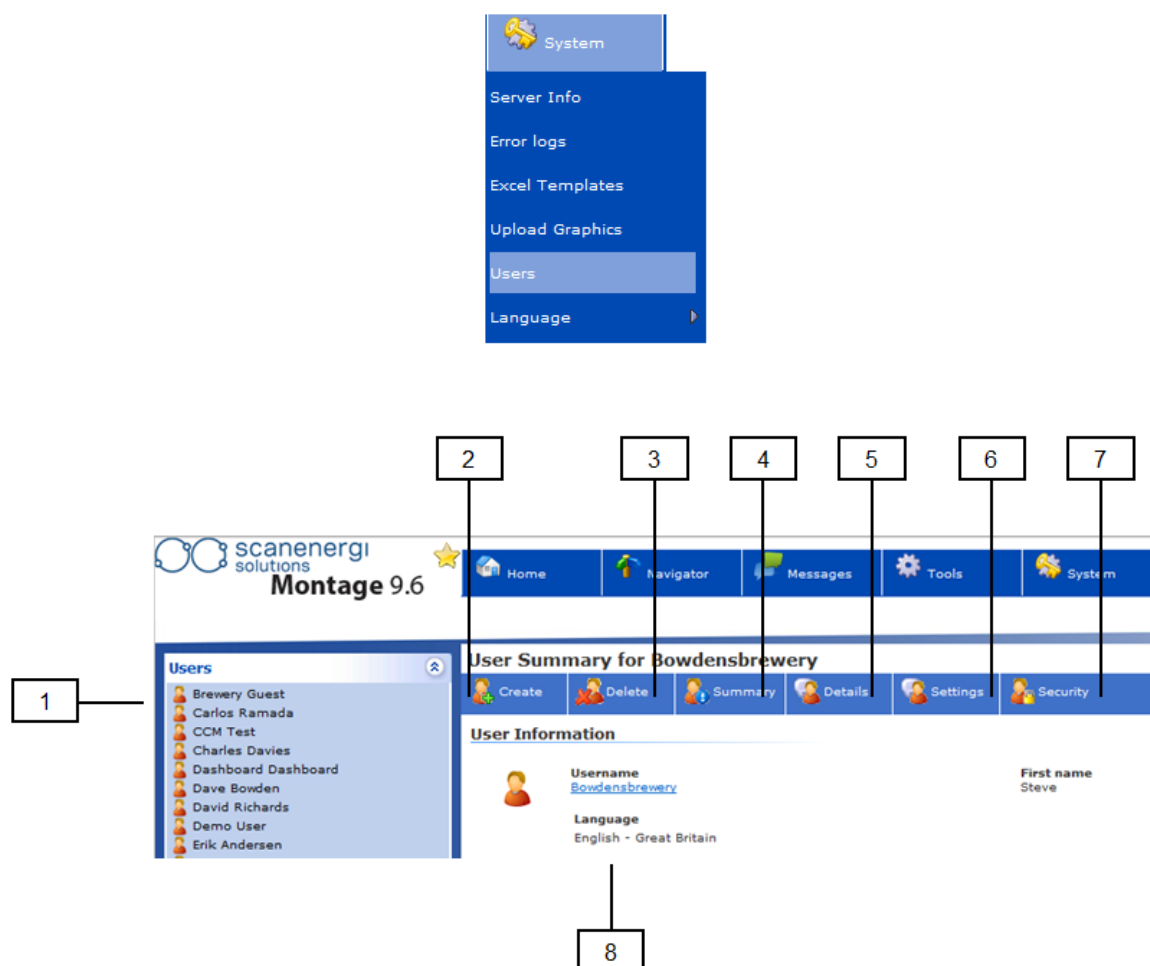 System
Server Info
Error logs
Excel Templates
Upload Graphics
Users
Language
2 3 4 5 6 7
scanenergi
solutions
Montage 9.6
Home Navigator Messages Tools System
Users
Brewery Guest
Carlos Ramada
CCM Test
Charles Davies
Dashboard Dashboard
Dave Bowden
David Richards
Demo User
Erik Andersen
1
User Summary for Bowdensbrewery
Create Delete Summary Details Settings Security
User Information
Username
Bowdensbrewery
First name
Steve
Language
English - Great Britain
8